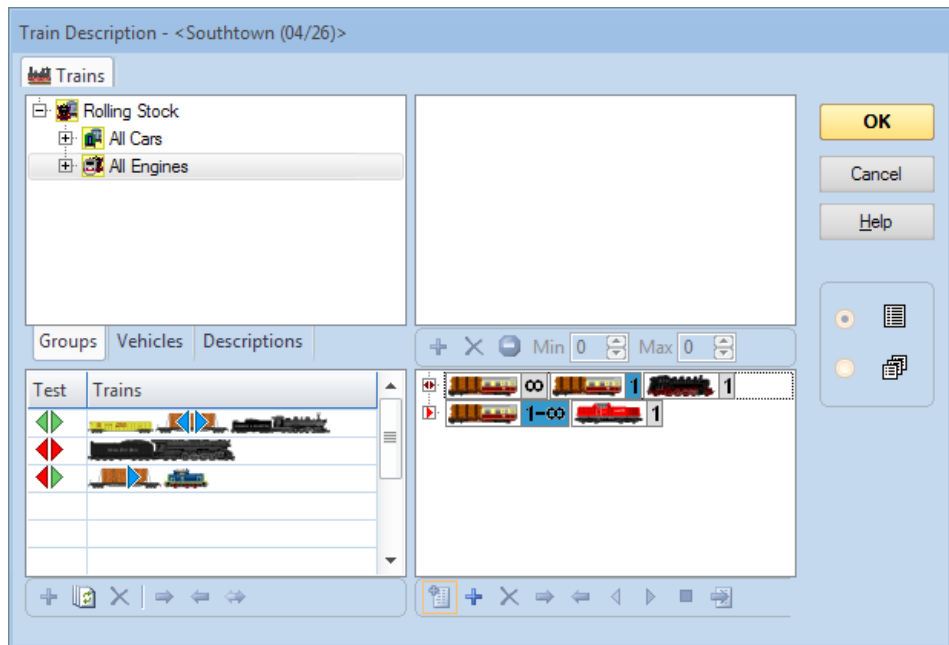 Train Description - <Southtown (04/26)>
Trains
Rolling Stock
All Cars
All Engines
OK
Cancel
Help
Groups Vehicles Descriptions
Min 0 Max 0
Test Trains
∞ 1 1
1-∞ 1